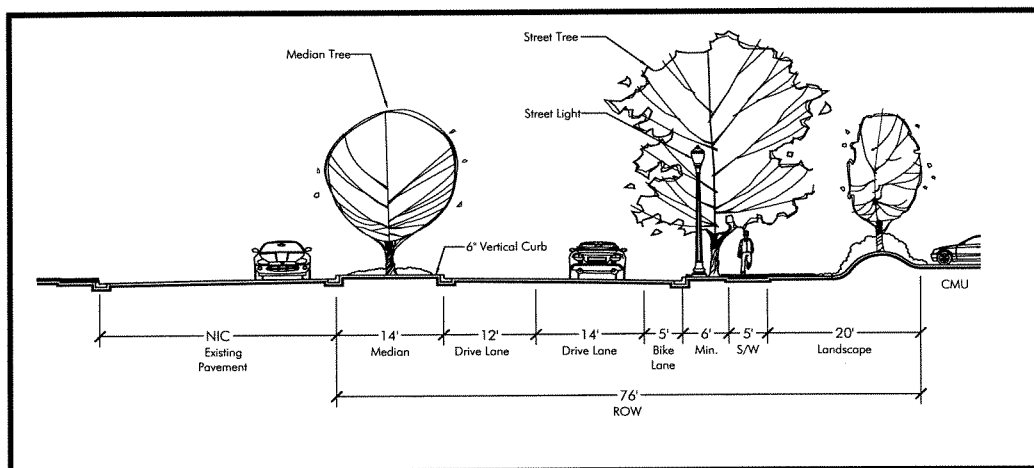 Street Tree
Median Tree
Street Light
6" Vertical Curb
CMU
NIC
Existing
Pavement
14'
Median
12'
Drive Lane
14'
Drive Lane
5'
Bike
Lane
6'
Min.
5'
S/W
20'
Landscape
76'
ROW